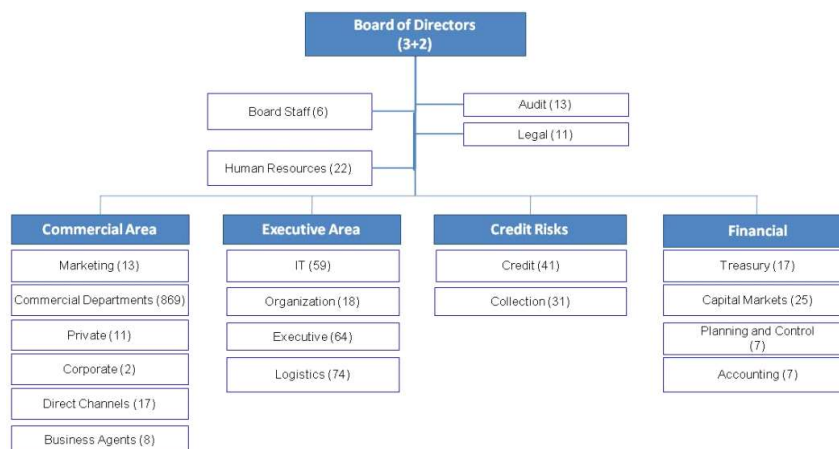 Board of Directors
(3+2)
Board Staff (6)
Audit (13)
Legal (11)
Human Resources (22)
Commercial Area
Marketing (13)
Commercial Departments (869)
Private (11)
Corporate (2)
Direct Channels (17)
Business Agents (8)
Executive Area
IT (59)
Organization (18)
Executive (64)
Logistics (74)
Credit Risks
Credit (41)
Collection (31)
Financial
Treasury (17)
Capital Markets (25)
Planning and Control
(7)
Accounting (7)